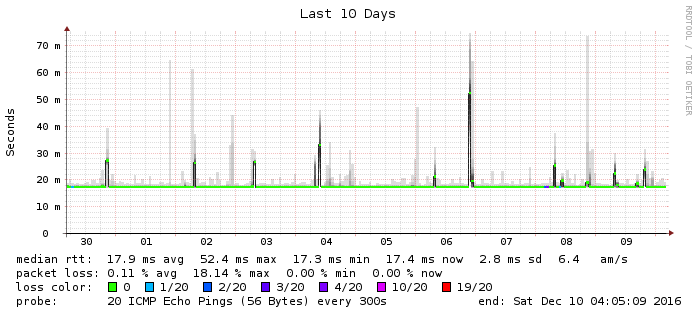 Last 10 Days
RRDTOOL / TOBI OETIKER
Seconds
70 m
60 m
50 m
40 m
30 m
20 m
10 m
0
30 01 02 03 04 05 06 07 08 09
median rtt: 17.9 ms avg 52.4 ms max 17.3 ms min 17.4 ms now 2.8 ms sd 6.4 am/s
packet loss: 0.11 % avg 18.14 % max 0.00 % min 0.00 % now
loss color: 0 1/20 2/20 3/20 4/20 10/20 19/20
probe: 20 ICMP Echo Pings (56 Bytes) every 300s end: Sat Dec 10 04:05:09 2016